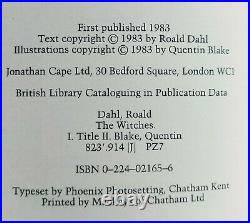 First published 1983
Text copyright © 1983 by Roald Dahl
Illustrations copyright © 1983 by Quentin Blake
Jonathan Cape Ltd, 30 Bedford Square, London WC1
British Library Cataloguing in Publication Data
Dahl, Roald
The Witches.
I. Title II. Blake, Quentin
823'.914 [J] PZ7
ISBN 0-224-02165-6
Typeset by Phoenix Photosetting, Chatham Kent
Printed by Chatham Ltd